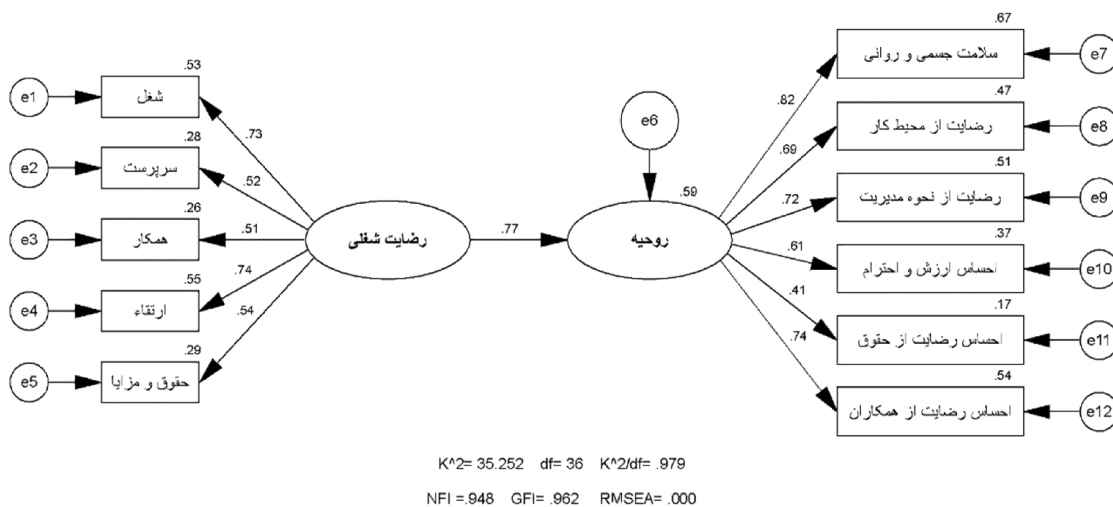 .53
e1
شغل
.73
.28
e2
سرپرست
.52
.26
e3
همکار
.51
.55
e4
ارتقاء
.74
.29
e5
حقوق و مزایا
.54
رضایت شغلی
.77
e6
.59
روحیه
.67
سلامت جسمی و روانی
e7
.82
.47
رضایت از محیط کار
e8
.69
.51
رضایت از نحوه مدیریت
e9
.72
.37
احساس ارزش و احترام
e10
.61
.17
احساس رضایت از حقوق
e11
.41
.54
احساس رضایت از همکاران
e12
.74
K^2= 35.252 df= 36 K^2/df= .979
NFI =.948 GFI= .962 RMSEA= .000